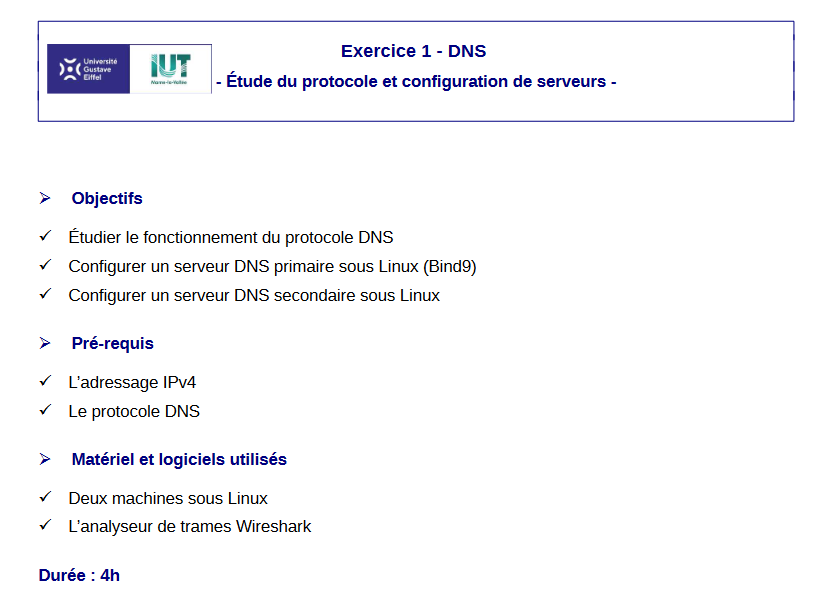 Exercice 1 - DNS
Université
Gustave
Eiffel
IUT
Marne-la-Vallée
- Étude du protocole et configuration de serveurs -
Objectifs
Étudier le fonctionnement du protocole DNS
Configurer un serveur DNS primaire sous Linux (Bind9)
Configurer un serveur DNS secondaire sous Linux
Pré-requis
L’adressage IPv4
Le protocole DNS
Matériel et logiciels utilisés
Deux machines sous Linux
L’analyseur de trames Wireshark
Durée : 4h